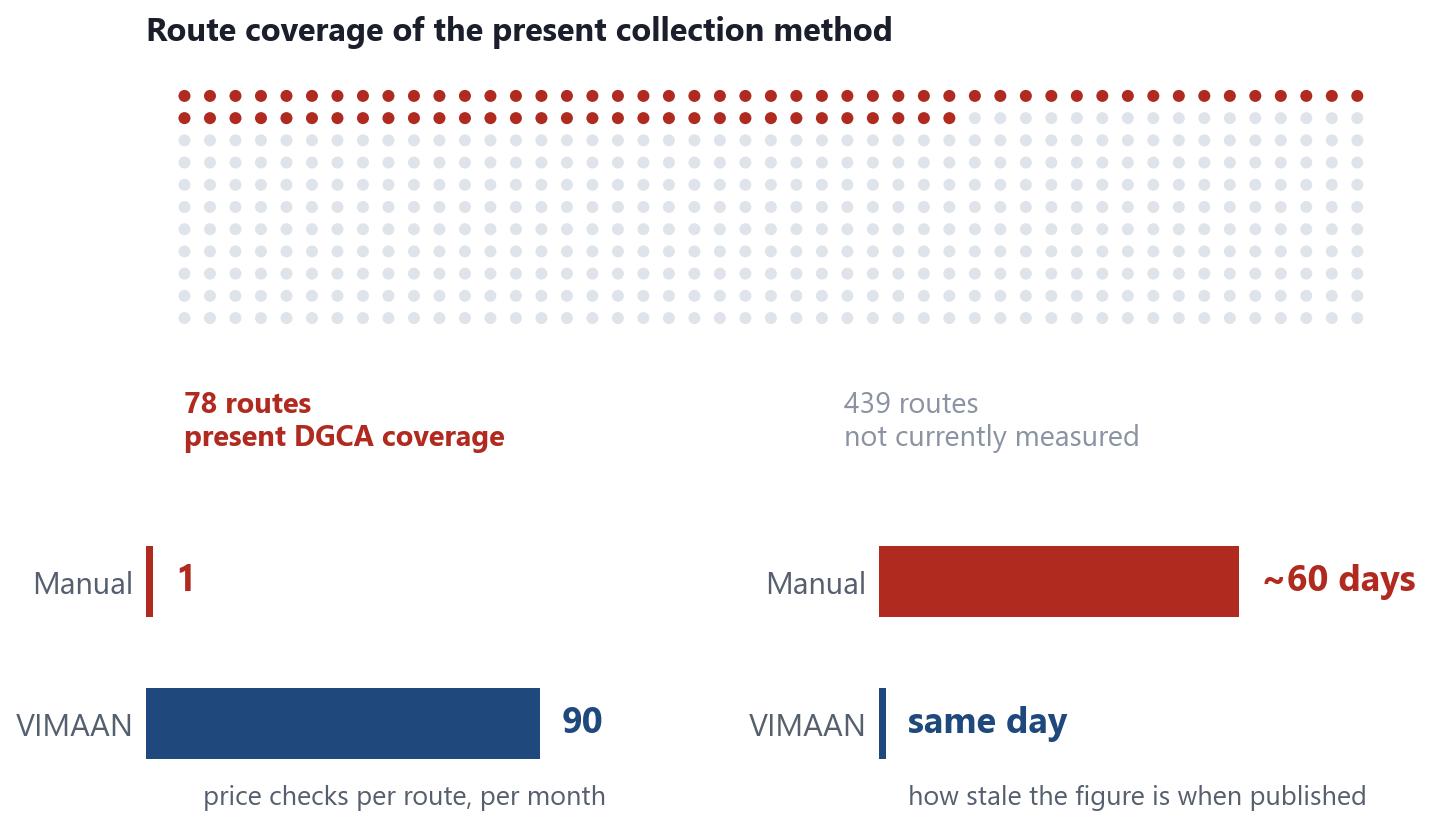 Route coverage of the present collection method
78 routes
present DGCA coverage
439 routes
not currently measured
Manual
1
VIMAAN
90
price checks per route, per month
Manual
~60 days
VIMAAN
same day
how stale the figure is when published